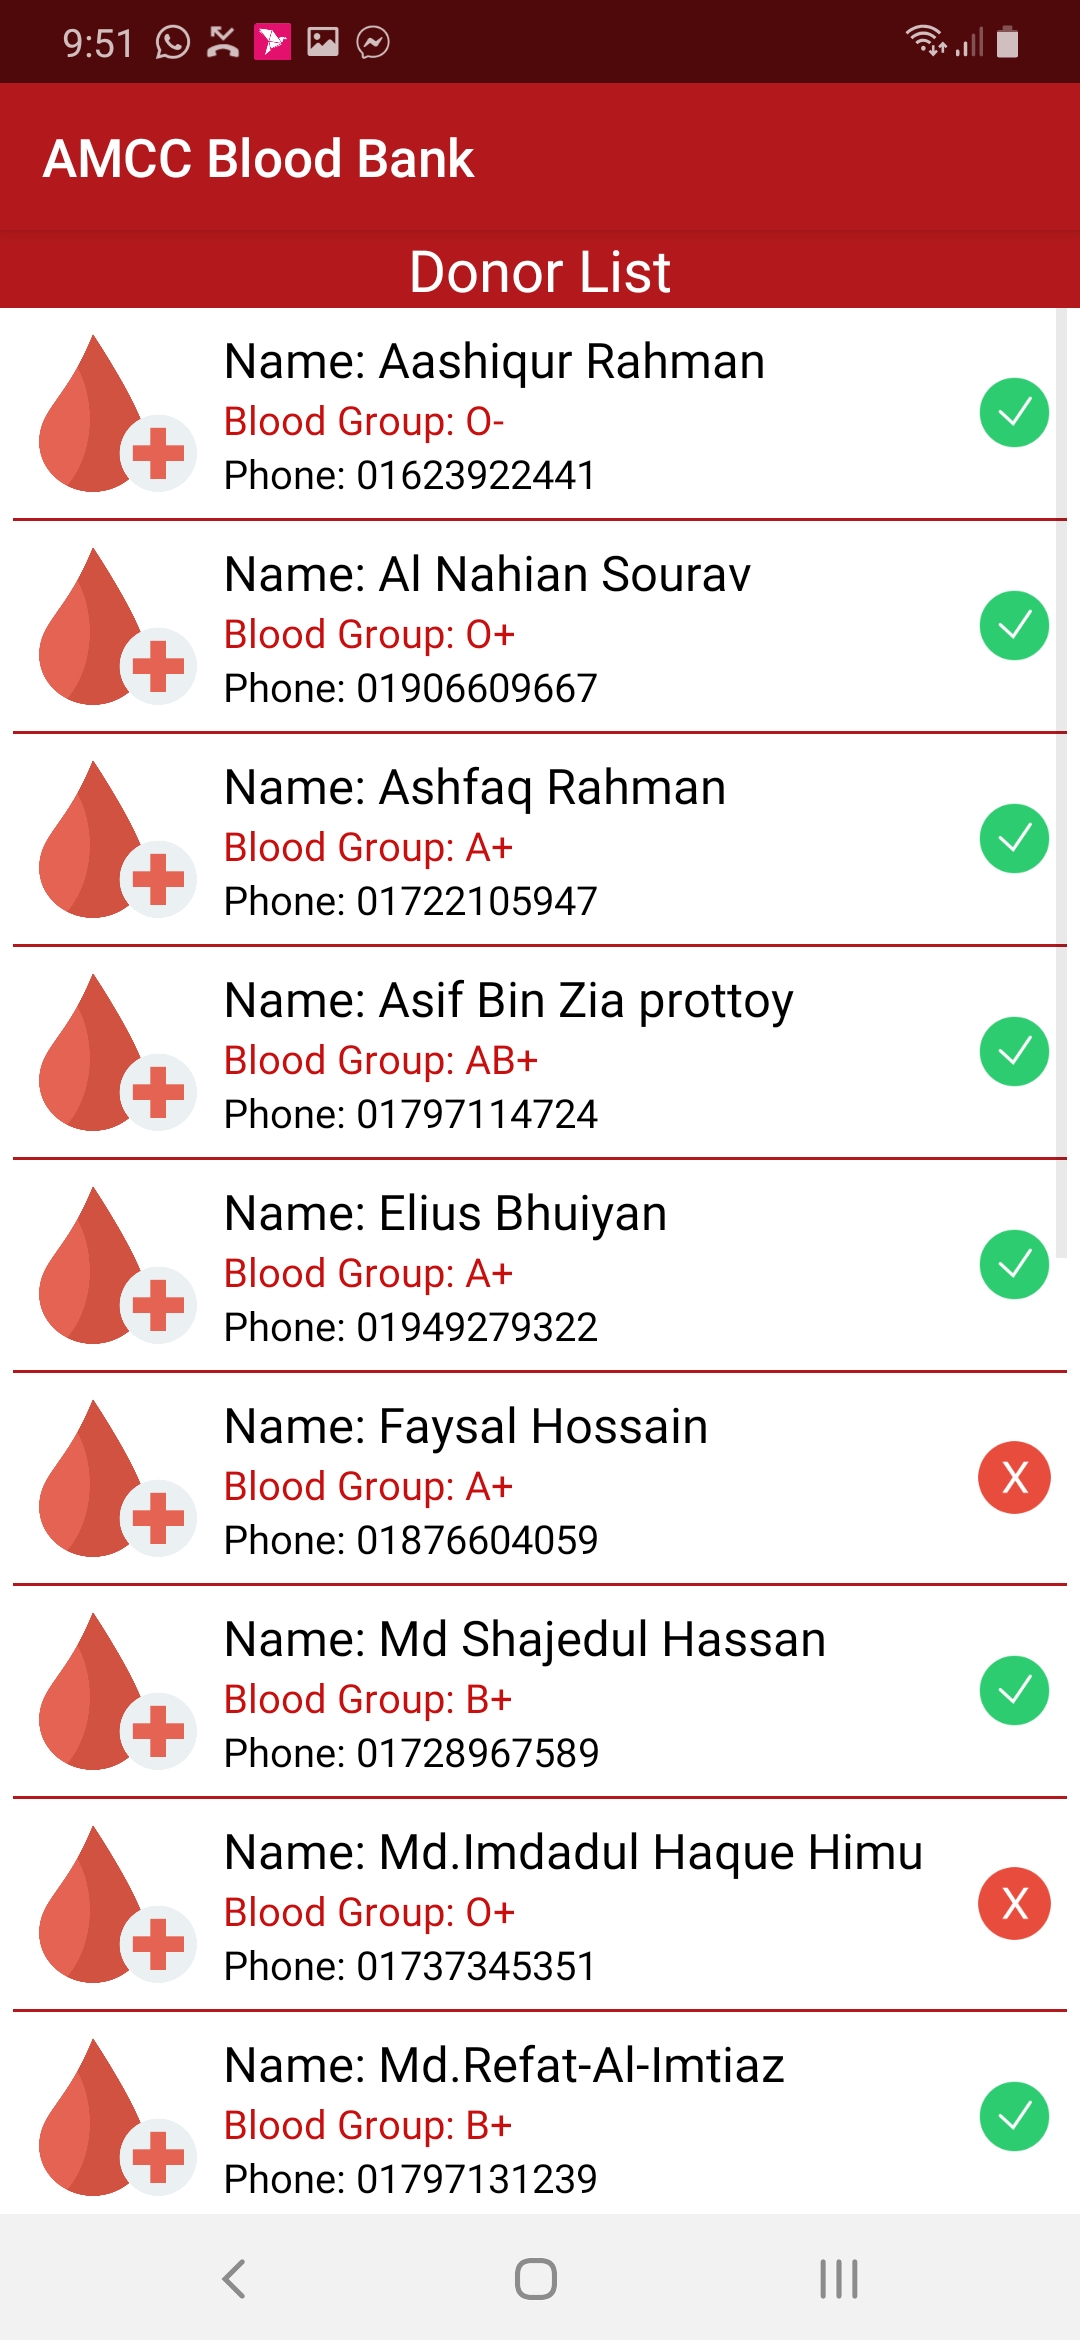 9:51
AMCC Blood Bank
Donor List
Name: Aashiqur Rahman
Blood Group: O-
Phone: 01623922441
Name: Al Nahian Sourav
Blood Group: O+
Phone: 01906609667
Name: Ashfaq Rahman
Blood Group: A+
Phone: 01722105947
Name: Asif Bin Zia prottoy
Blood Group: AB+
Phone: 01797114724
Name: Elius Bhuiyan
Blood Group: A+
Phone: 01949279322
Name: Faysal Hossain
Blood Group: A+
Phone: 01876604059
X
Name: Md Shajedul Hassan
Blood Group: B+
Phone: 01728967589
Name: Md.Imdadul Haque Himu
Blood Group: O+
Phone: 01737345351
X
Name: Md.Refat-Al-Imtiaz
Blood Group: B+
Phone: 01797131239